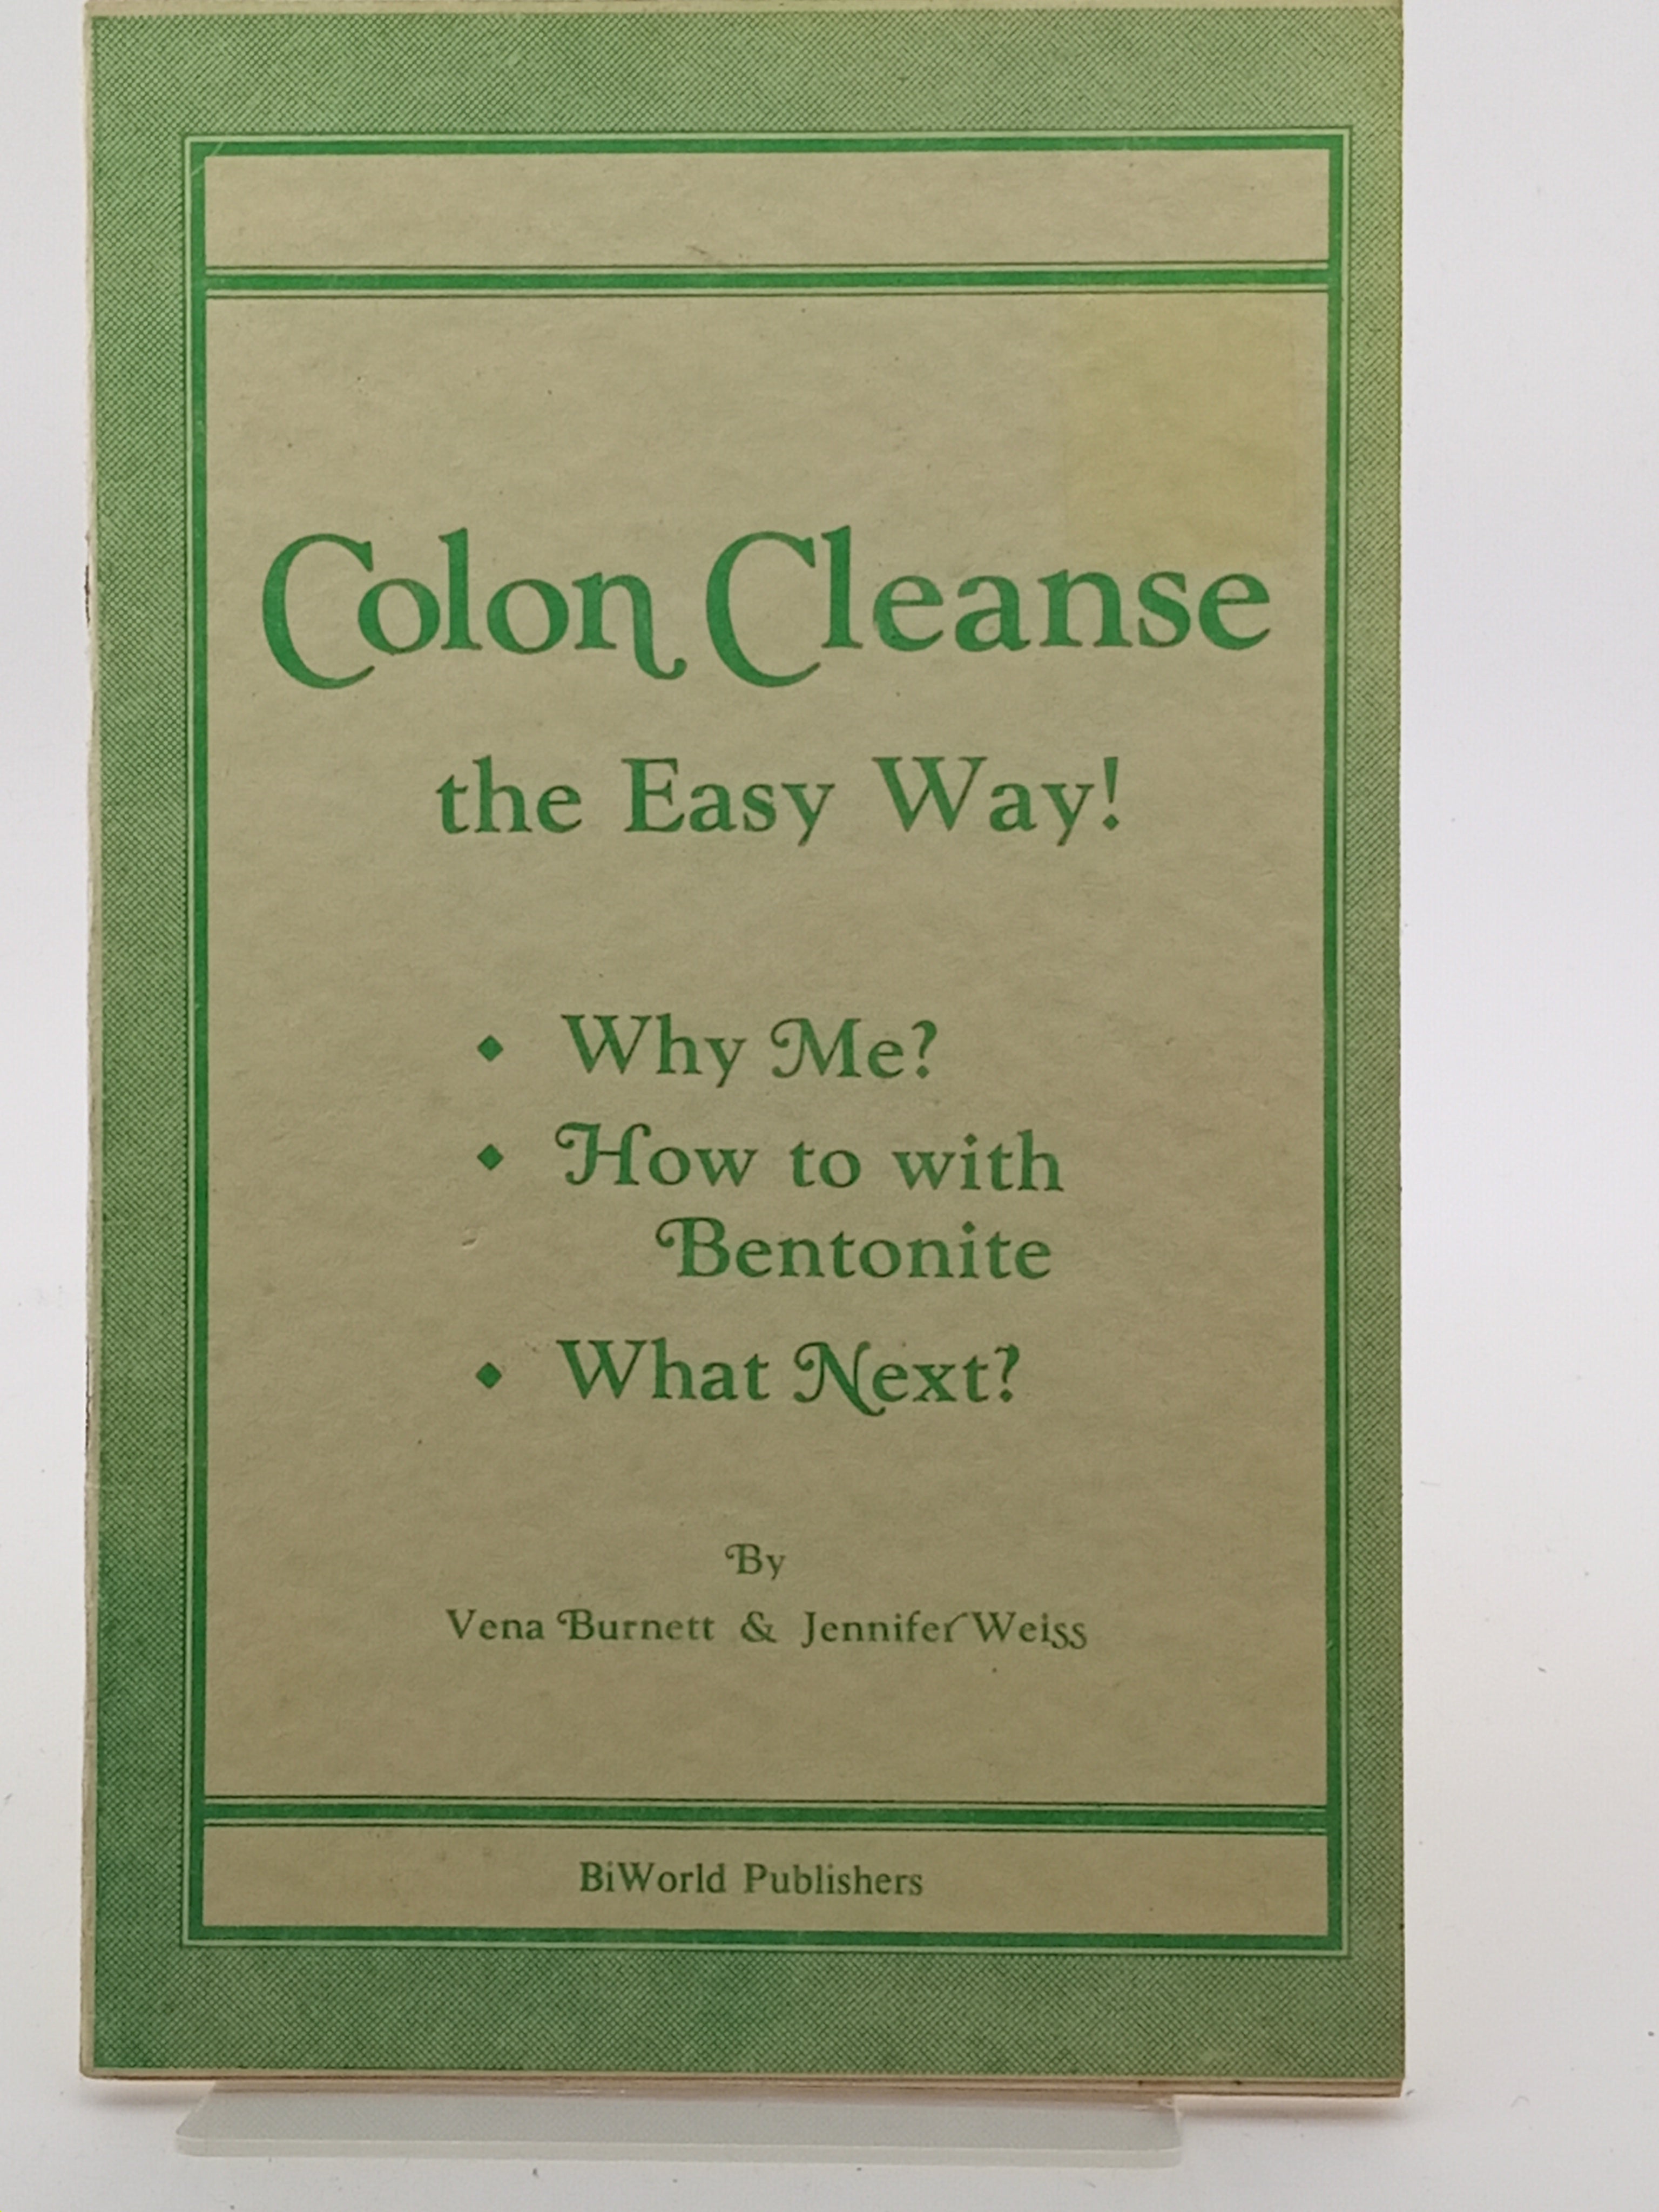 Colon Cleanse
the Easy Way!
◆ Why Me?
◆ How to with
Bentonite
◆ What Next?
By
Vena Burnett & Jennifer Weiss
BiWorld Publishers